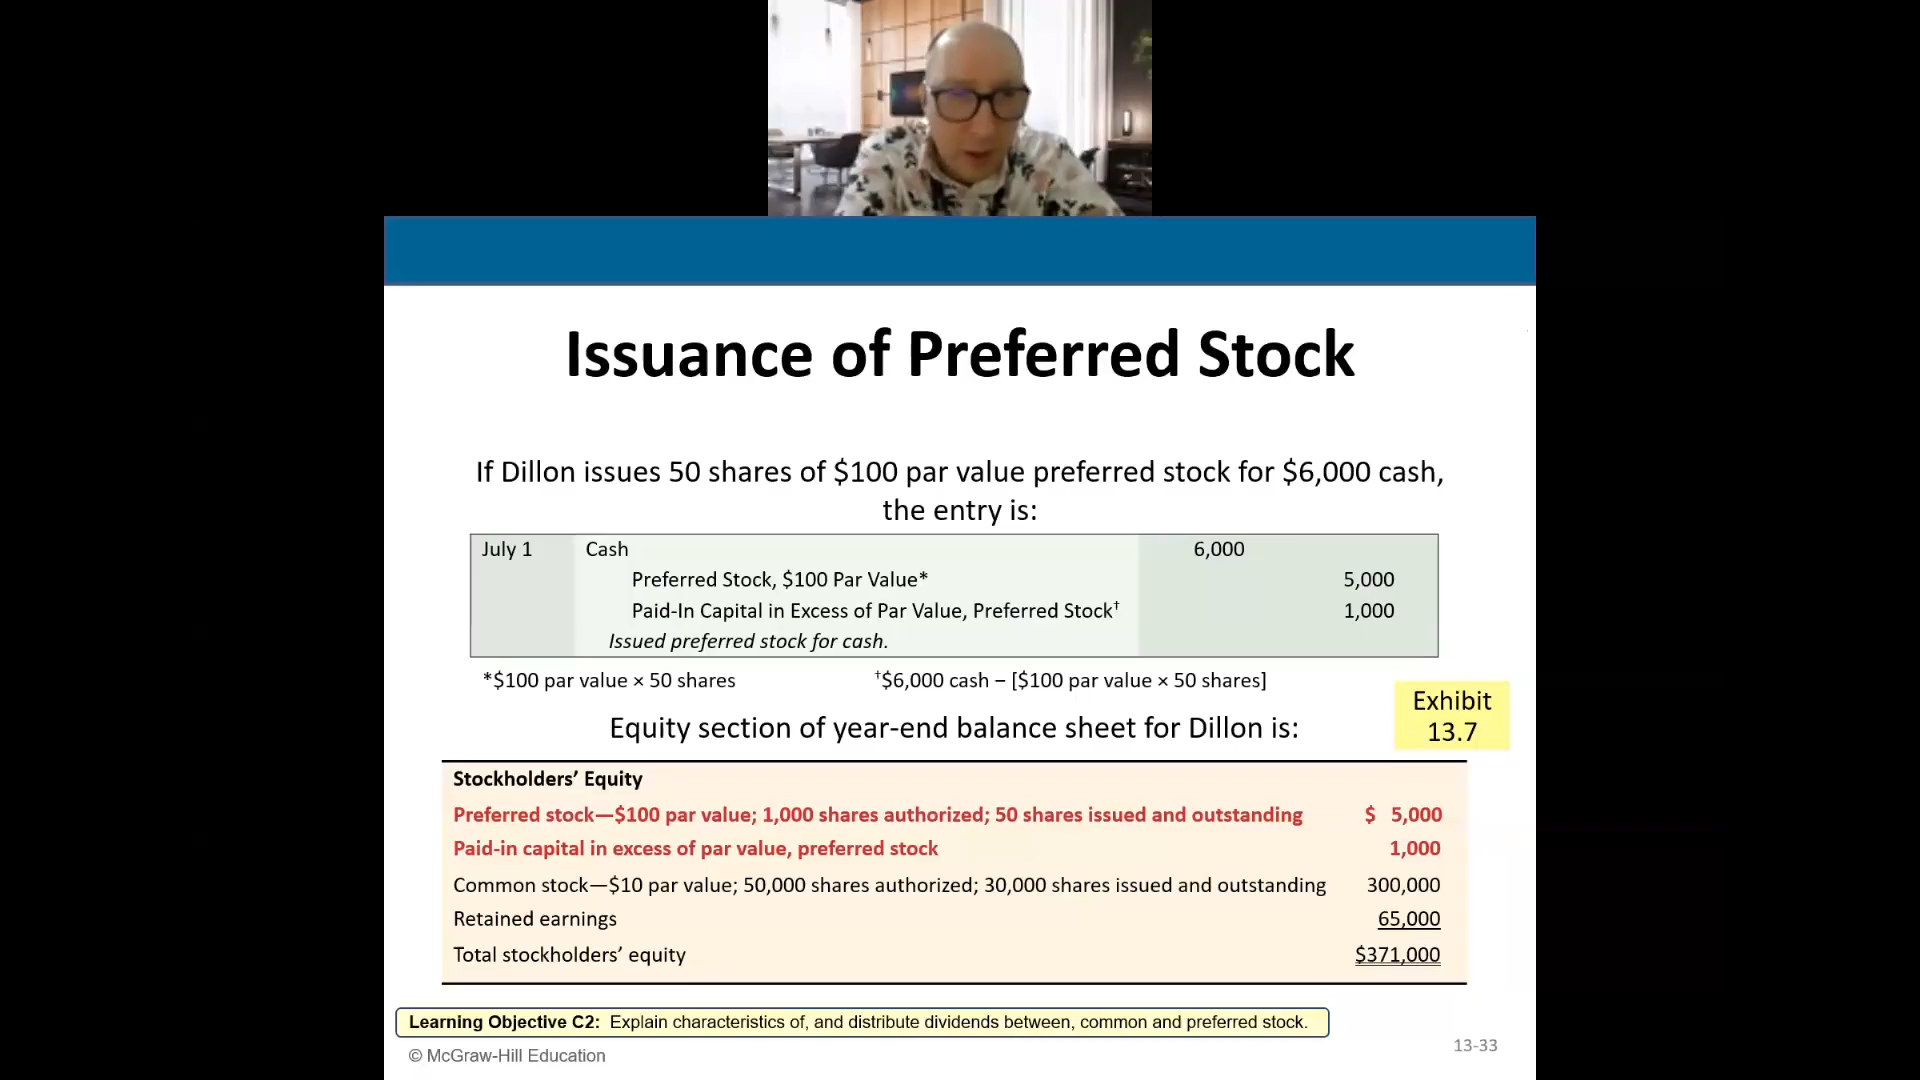 Issuance of Preferred Stock
If Dillon issues 50 shares of $100 par value preferred stock for $6,000 cash,
the entry is:
July 1 Cash 6,000
Preferred Stock, $100 Par Value* 5,000
Paid-In Capital in Excess of Par Value, Preferred Stock† 1,000
Issued preferred stock for cash.
*$100 par value × 50 shares †$6,000 cash − [$100 par value × 50 shares]
Exhibit
13.7
Equity section of year-end balance sheet for Dillon is:
Stockholders’ Equity
Preferred stock—$100 par value; 1,000 shares authorized; 50 shares issued and outstanding $ 5,000
Paid-in capital in excess of par value, preferred stock 1,000
Common stock—$10 par value; 50,000 shares authorized; 30,000 shares issued and outstanding 300,000
Retained earnings 65,000
Total stockholders’ equity $371,000
Learning Objective C2: Explain characteristics of, and distribute dividends between, common and preferred stock.
© McGraw-Hill Education
13-33